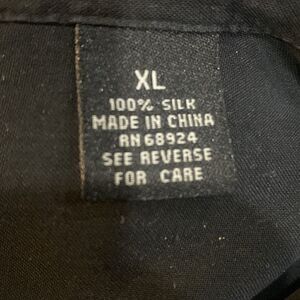 XL
100% SILK
MADE IN CHINA
RN 68924
SEE REVERSE
FOR CARE